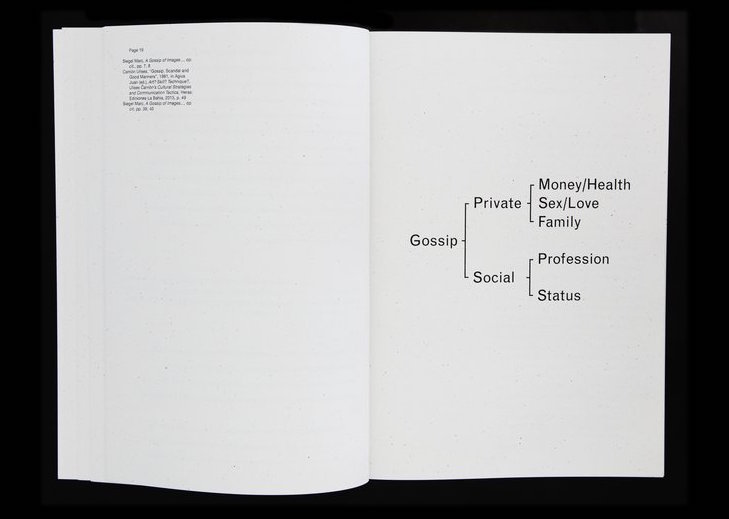 Page 19
Siegel Marc, A Gossip of Images..., op.
cit., pp. 7, 8
Carrión Ulises, "Gossip, Scandal and
Good Manners", 1981, in Agius
Juan (ed.), Art? Skill? Technique?,
Ulises Carrión's Cultural Strategies
and Communication Tactics, Heras:
Ediciones La Bahía, 2013, p. 49
Siegel Marc, A Gossip of Images..., op.
cit. pp. 39, 40
Gossip
Private
Money/Health
Sex/Love
Family
Social
Profession
Status